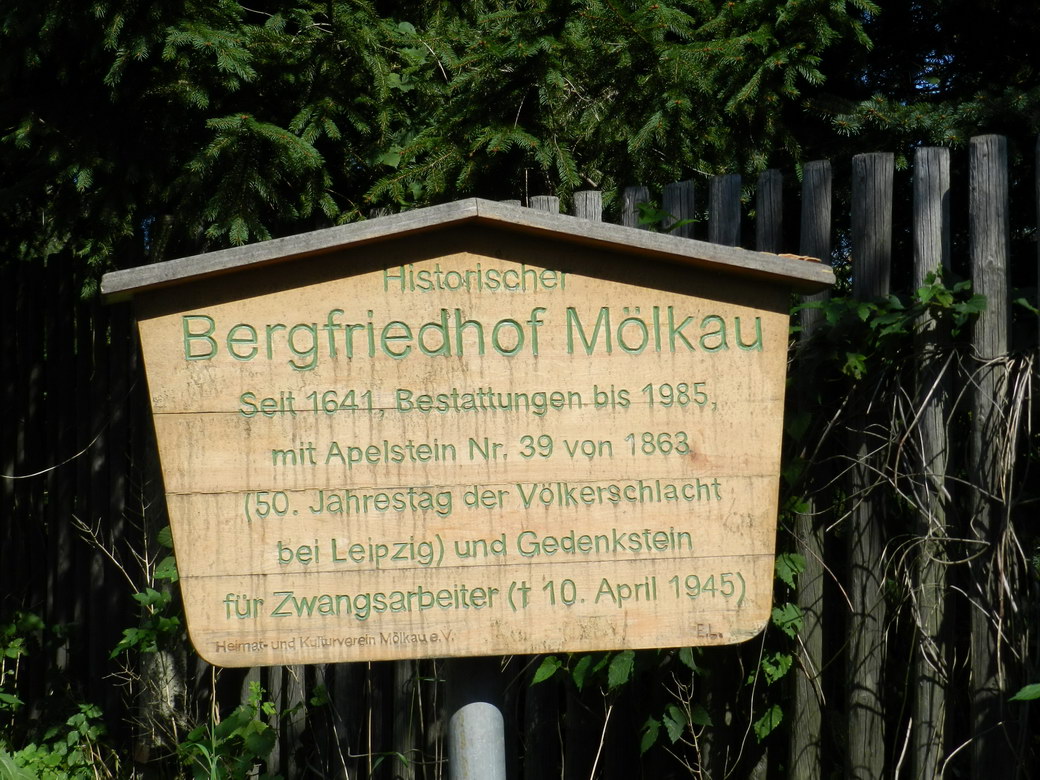 Historischer
Bergfriedhof Mölkau
Seit 1641, Bestattungen bis 1985,
mit Apelstein Nr. 39 von 1863
(50. Jahrestag der Völkerschlacht
bei Leipzig) und Gedenkstein
für Zwangsarbeiter († 10. April 1945)
Heimat- und Kulturverein Mölkau e.V.
E.L.